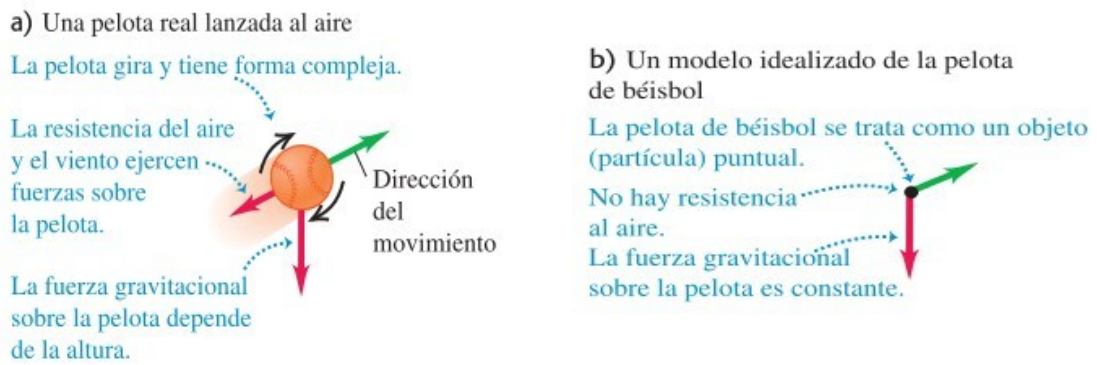 a) Una pelota real lanzada al aire
La pelota gira y tiene forma compleja.
La resistencia del aire
y el viento ejercen
fuerzas sobre
la pelota.
Dirección
del
movimiento
La fuerza gravitacional
sobre la pelota depende
de la altura.
b) Un modelo idealizado de la pelota
de béisbol
La pelota de béisbol se trata como un objeto
(partícula) puntual.
No hay resistencia
al aire.
La fuerza gravitacional
sobre la pelota es constante.